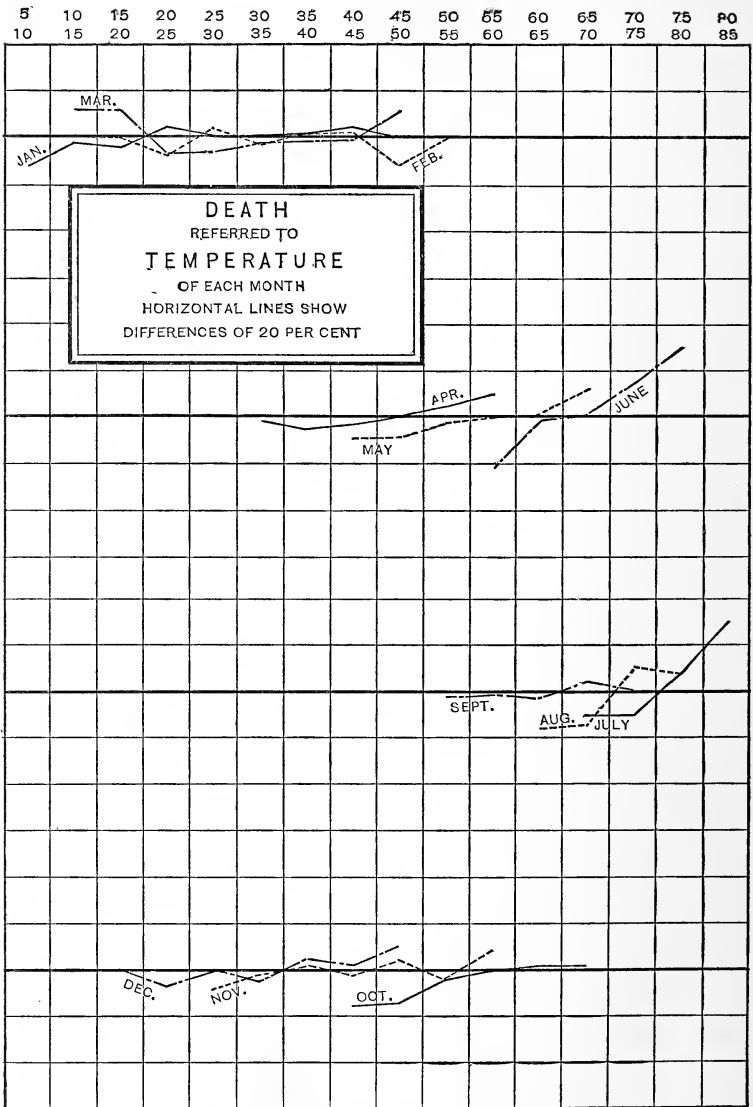 5 10 15 20 25 30 35 40 45 50 55 60 65 70 75 80
10 15 20 25 30 35 40 45 50 55 60 65 70 75 80 85
MAR.
JAN.
FEB.
DEATH
REFERRED TO
TEMPERATURE
OF EACH MONTH
HORIZONTAL LINES SHOW
DIFFERENCES OF 20 PER CENT
APR.
JUNE
MAY
SEPT.
AUG.
JULY
DEC.
NOV.
OCT.